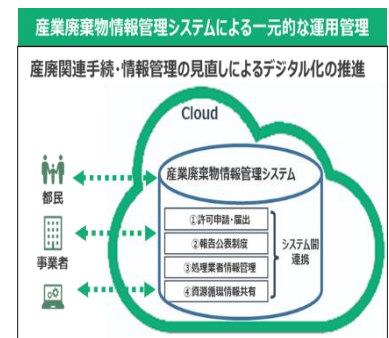 産業廃棄物情報管理システムによる一元的な運用管理
産廃関連手続・情報管理の見直しによるデジタル化の推進
Cloud
産業廃棄物情報管理システム
都民
事業者
①許可申請・届出
②報告公表制度
③処理業者情報管理
④資源循環情報共有
システム間
連携